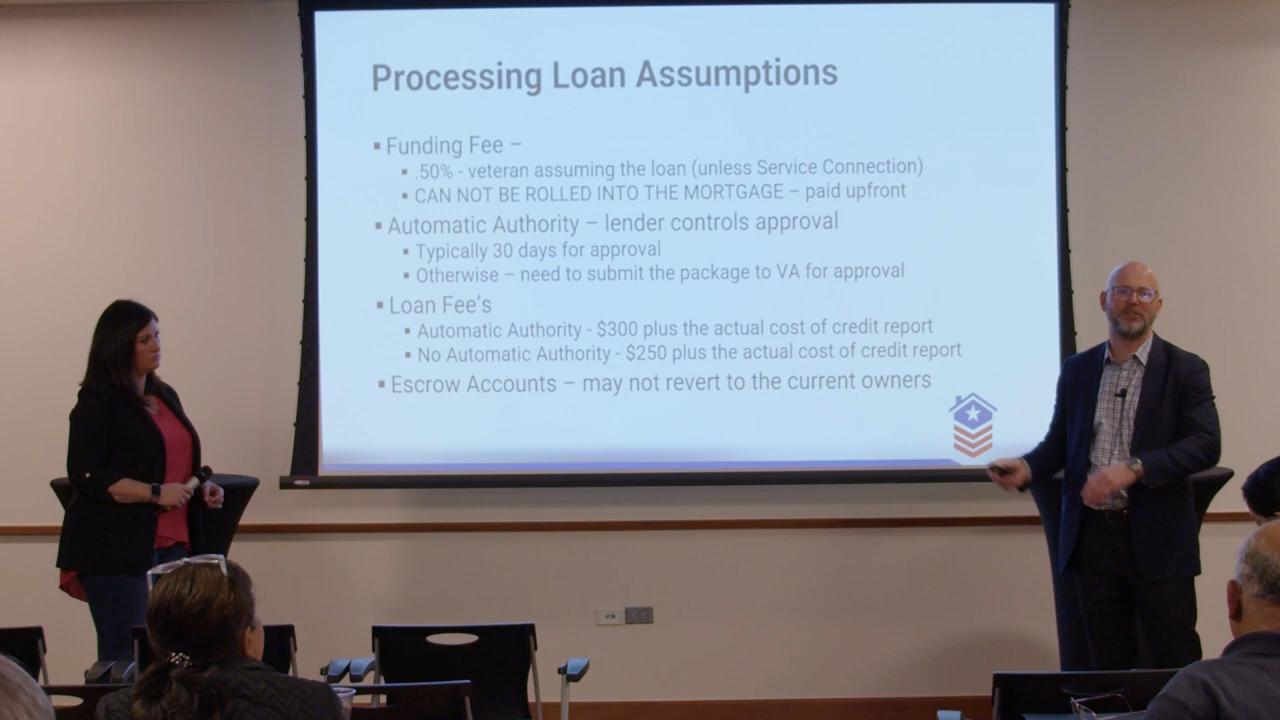 Processing Loan Assumptions
▪ Funding Fee –
▪ .50% - veteran assuming the loan (unless Service Connection)
▪ CAN NOT BE ROLLED INTO THE MORTGAGE – paid upfront
▪ Automatic Authority – lender controls approval
▪ Typically 30 days for approval
▪ Otherwise – need to submit the package to VA for approval
▪ Loan Fee's
▪ Automatic Authority - $300 plus the actual cost of credit report
▪ No Automatic Authority - $250 plus the actual cost of credit report
▪ Escrow Accounts – may not revert to the current owners